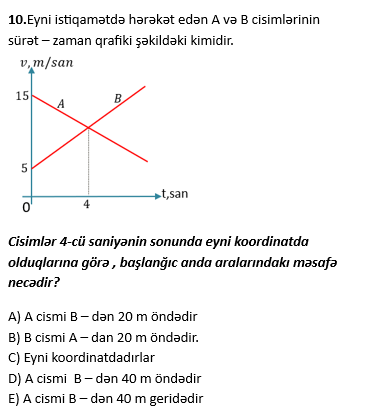 10.Eyni istiqamətdə hərəkət edən A və B cisimlərinin
sürət – zaman qrafiki şəkildəki kimidir.
v, m/san
15
A
B
5
0
4
t,san
Cisimlər 4-cü saniyənin sonunda eyni koordinatda
olduqlarına görə , başlanğıc anda aralarındakı məsafə
necədir?
A) A cismi B – dən 20 m öndədir
B) B cismi A – dan 20 m öndədir.
C) Eyni koordinatdadırlar
D) A cismi B – dən 40 m öndədir
E) A cismi B – dən 40 m geridədir